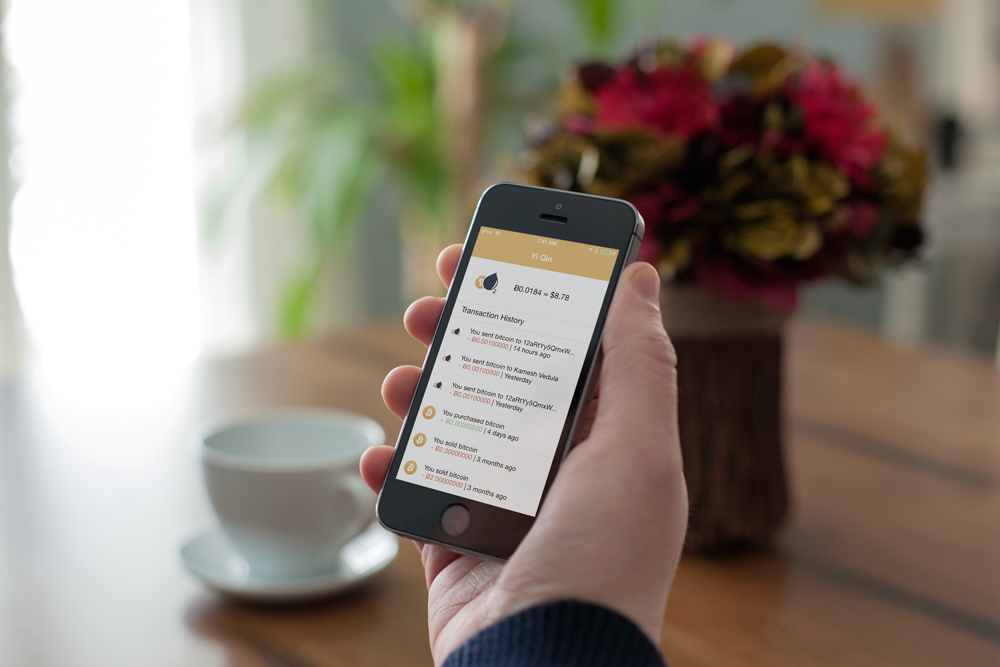 iPod
7:41 AM
Yi Qin
Ƀ0.0184 ≈ $8.78
Transaction History
You sent bitcoin to 12aRtYy5QmxW...
- Ƀ0.00100000 | 14 hours ago
You sent bitcoin to Kamesh Vedula
- Ƀ0.00100000 | Yesterday
You sent bitcoin to 12aRtYy5QmxW...
- Ƀ0.00100000 | Yesterday
You purchased bitcoin
+ Ƀ2.00000000 | 4 days ago
You sold bitcoin
- Ƀ2.00000000 | 3 months ago
You sold bitcoin
- Ƀ2.00000000 | 3 months ago